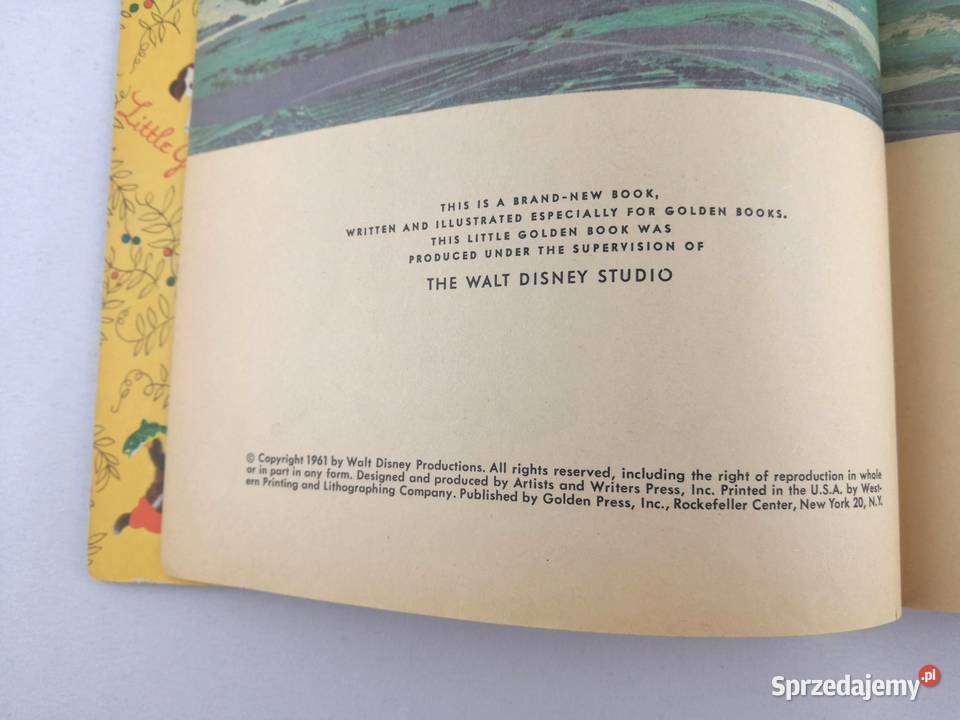 Little G
THIS IS A BRAND-NEW BOOK,
WRITTEN AND ILLUSTRATED ESPECIALLY FOR GOLDEN BOOKS.
THIS LITTLE GOLDEN BOOK WAS
PRODUCED UNDER THE SUPERVISION OF
THE WALT DISNEY STUDIO
© Copyright 1961 by Walt Disney Productions. All rights reserved, including the right of reproduction in whole
or in part in any form. Designed and produced by Artists and Writers Press, Inc. Printed in the U.S.A. by West-
ern Printing and Lithographing Company. Published by Golden Press, Inc., Rockefeller Center, New York 20, N.Y.
Sprzedajemy.pl